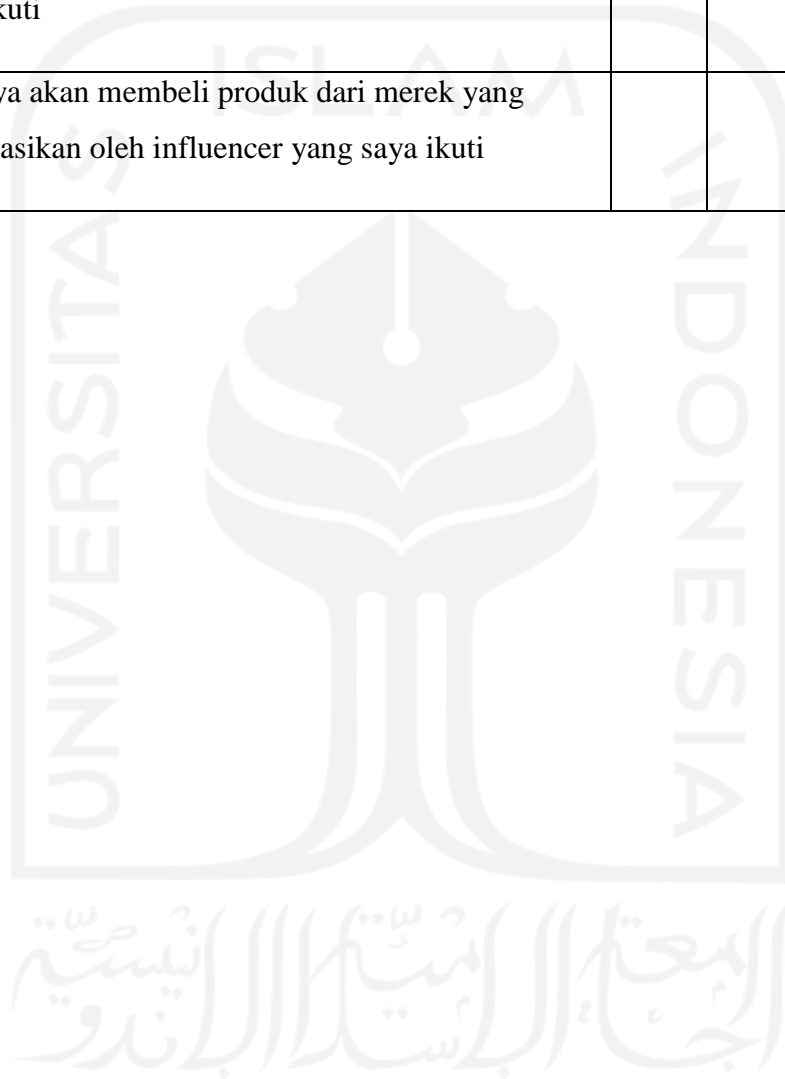 kuti
ya akan membeli produk dari merek yang
asikan oleh influencer yang saya ikuti
ISLAM
UNIVERSITAS
INDONESIA